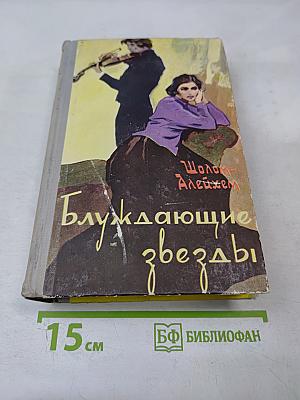 Шолом-
Алейхем
Блуждающие
звезды
15 см
БФ БИБЛИОФАН